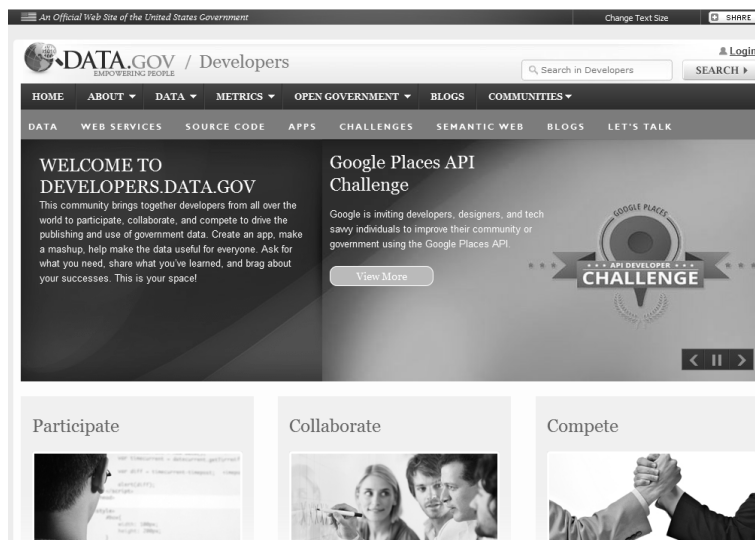 An Official Web Site of the United States Government
Change Text Size
SHARE
DATA.GOV / Developers
EMPOWERING PEOPLE
Login
Search in Developers
SEARCH
HOME ABOUT DATA METRICS OPEN GOVERNMENT BLOGS COMMUNITIES
DATA WEB SERVICES SOURCE CODE APPS CHALLENGES SEMANTIC WEB BLOGS LET'S TALK
WELCOME TO
DEVELOPERS.DATA.GOV
This community brings together developers from all over the
world to participate, collaborate, and compete to drive the
publishing and use of government data. Create an app, make
a mashup, help make the data useful for everyone. Ask for
what you need, share what you've learned, and brag about
your successes. This is your space!
Google Places API
Challenge
Google is inviting developers, designers, and tech
savvy individuals to improve their community or
government using the Google Places API.
View More
GOOGLE PLACES
API DEVELOPER
CHALLENGE
Participate
Collaborate
Compete